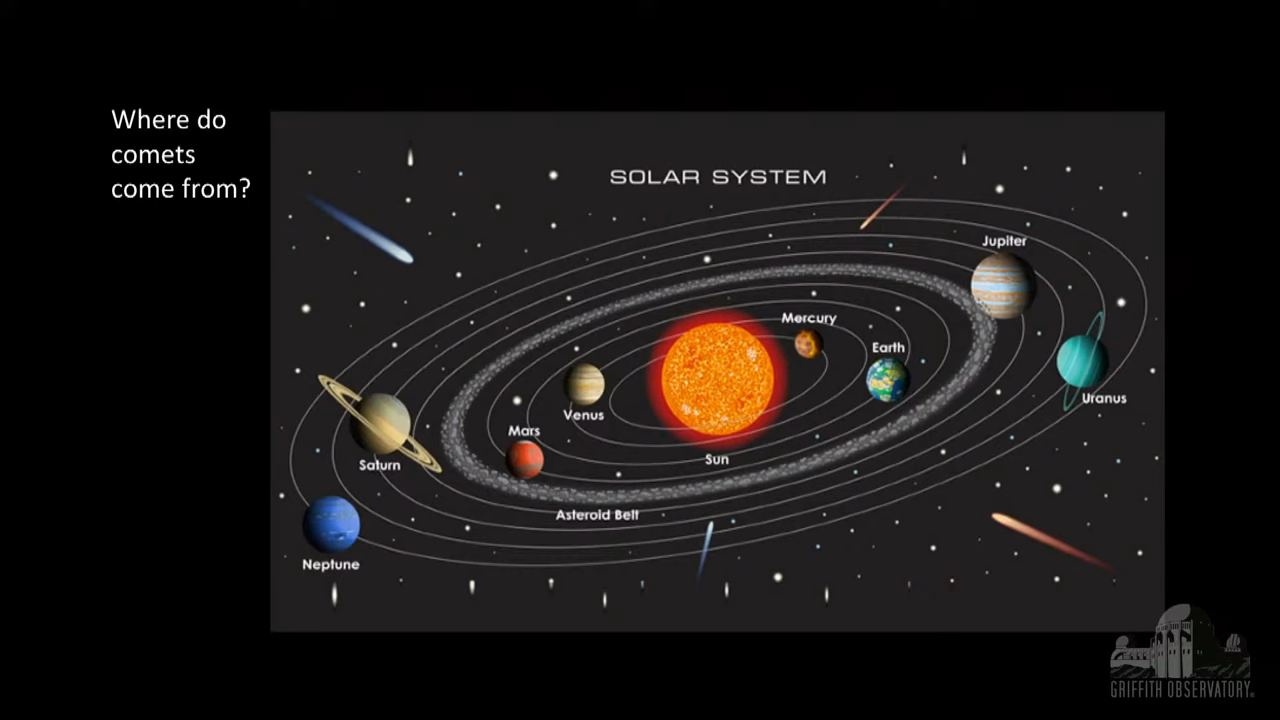 Where do
comets
come from?
SOLAR SYSTEM
Jupiter
Mercury
Earth
Uranus
Venus
Mars
Sun
Saturn
Asteroid Belt
Neptune
GRIFFITH OBSERVATORY